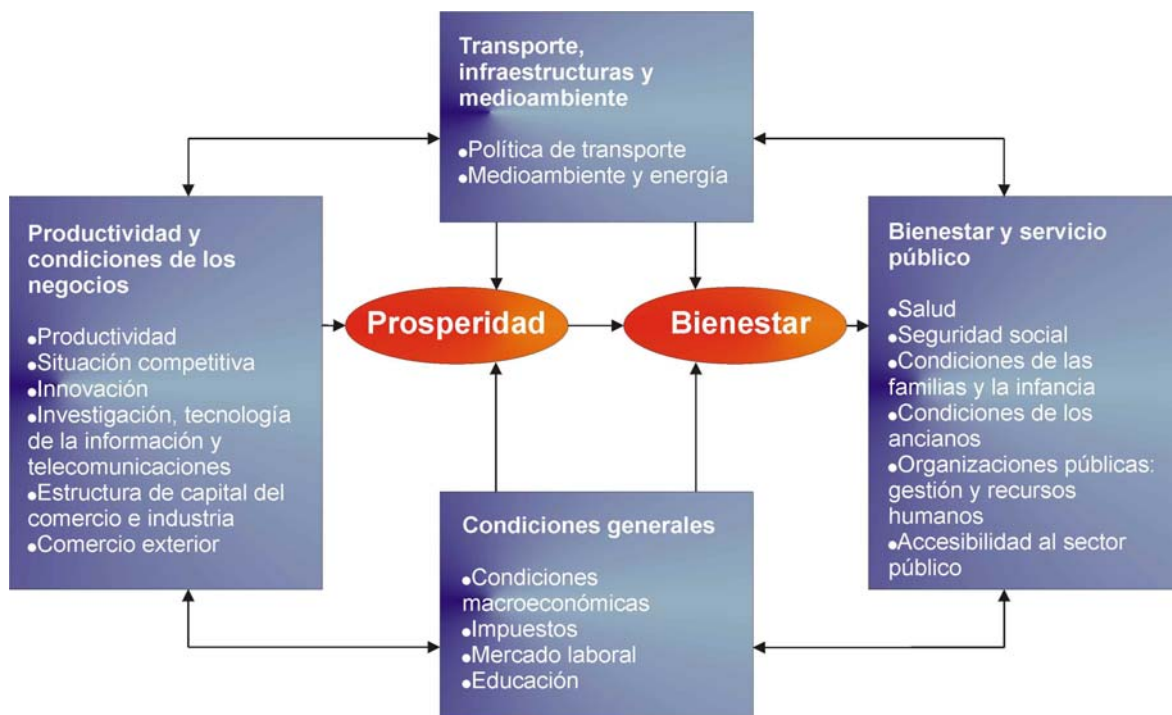 Transporte,
infraestructuras y
medioambiente
●Política de transporte
●Medioambiente y energía
Productividad y
condiciones de los
negocios
●Productividad
●Situación competitiva
●Innovación
●Investigación, tecnología
de la información y
telecomunicaciones
●Estructura de capital del
comercio e industria
●Comercio exterior
Prosperidad
Bienestar
Bienestar y servicio
público
●Salud
●Seguridad social
●Condiciones de las
familias y la infancia
●Condiciones de los
ancianos
●Organizaciones públicas:
gestión y recursos
humanos
●Accesibilidad al sector
público
Condiciones generales
●Condiciones
macroeconómicas
●Impuestos
●Mercado laboral
●Educación